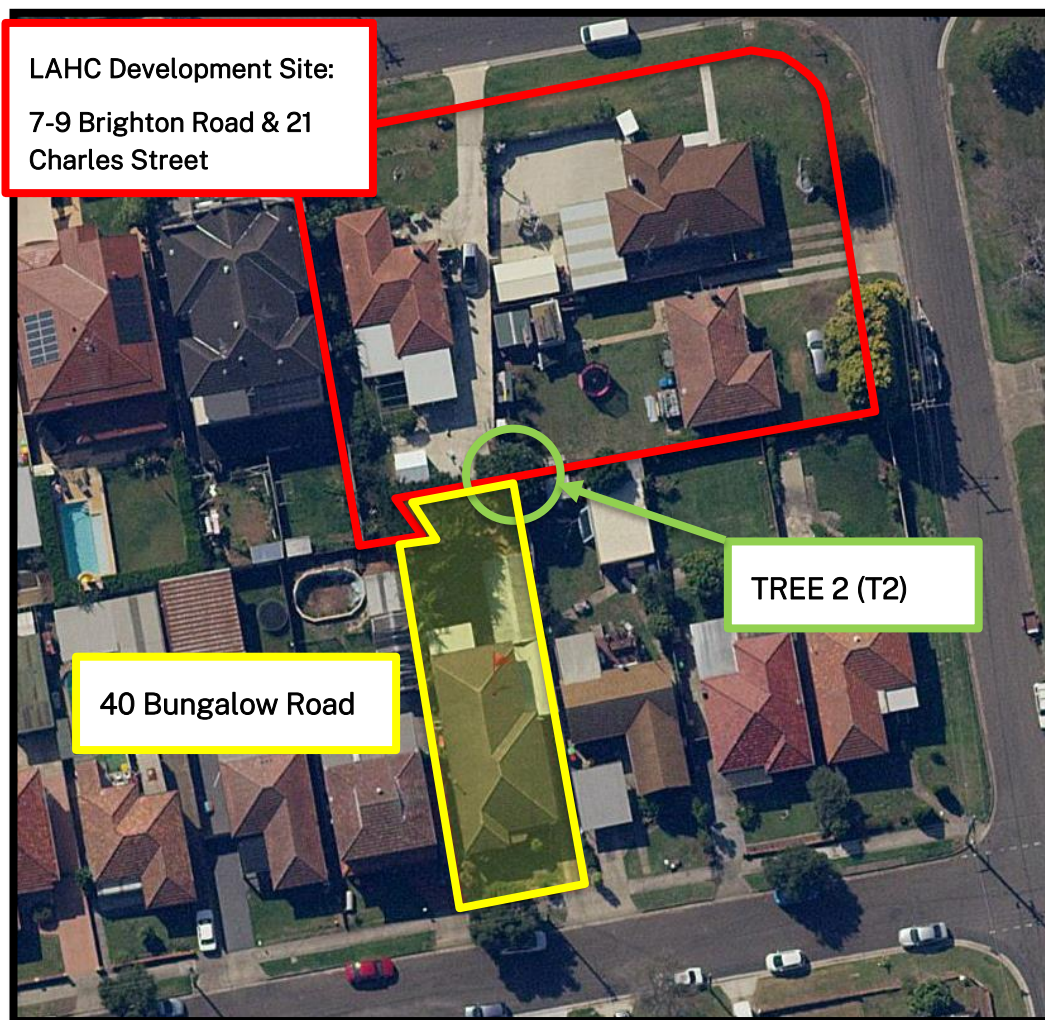 LAHC Development Site:
7-9 Brighton Road & 21
Charles Street
TREE 2 (T2)
40 Bungalow Road